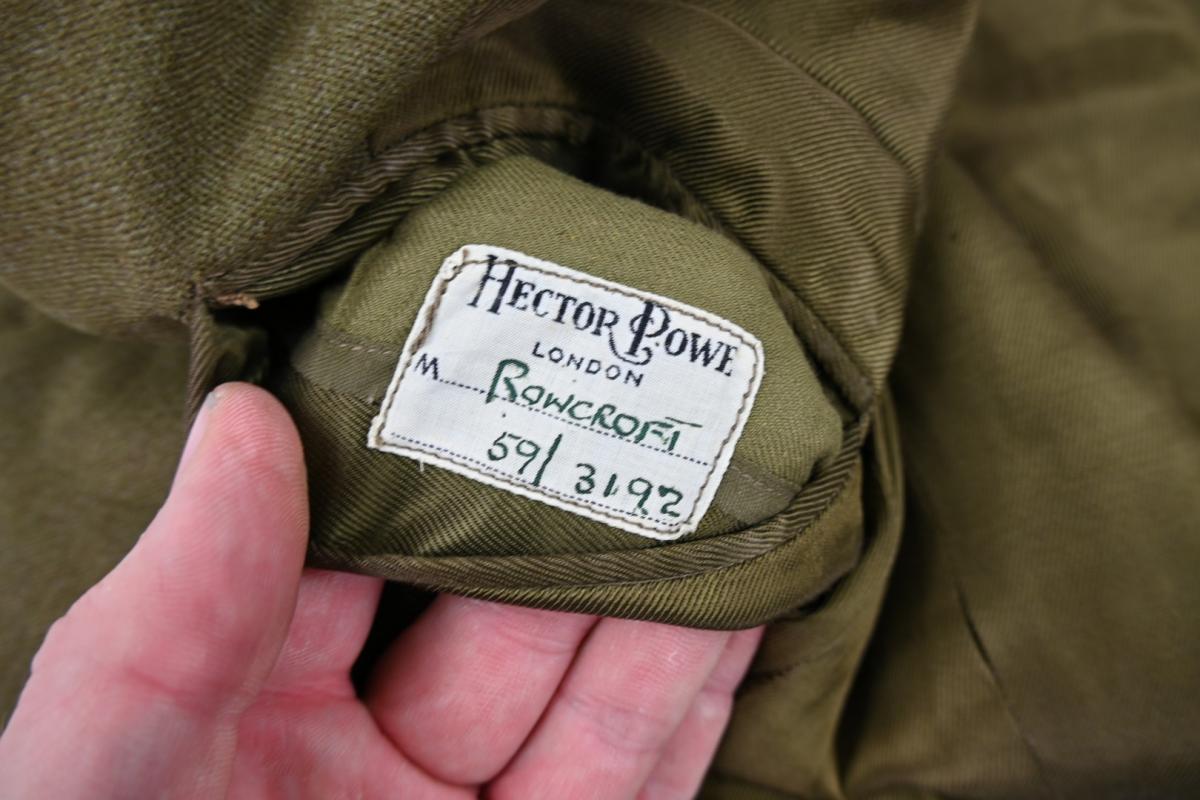 HECTOR POWE
LONDON
M........ROWCROFT
59/3192